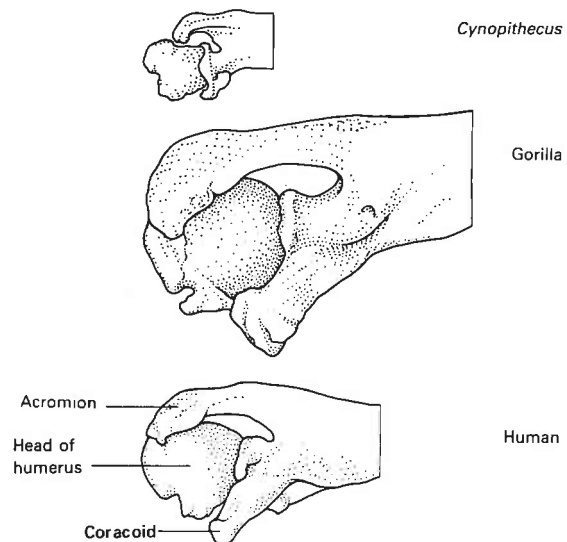 Cynopithecus
Gorilla
Acromion
Head of
humerus
Human
Coracoid